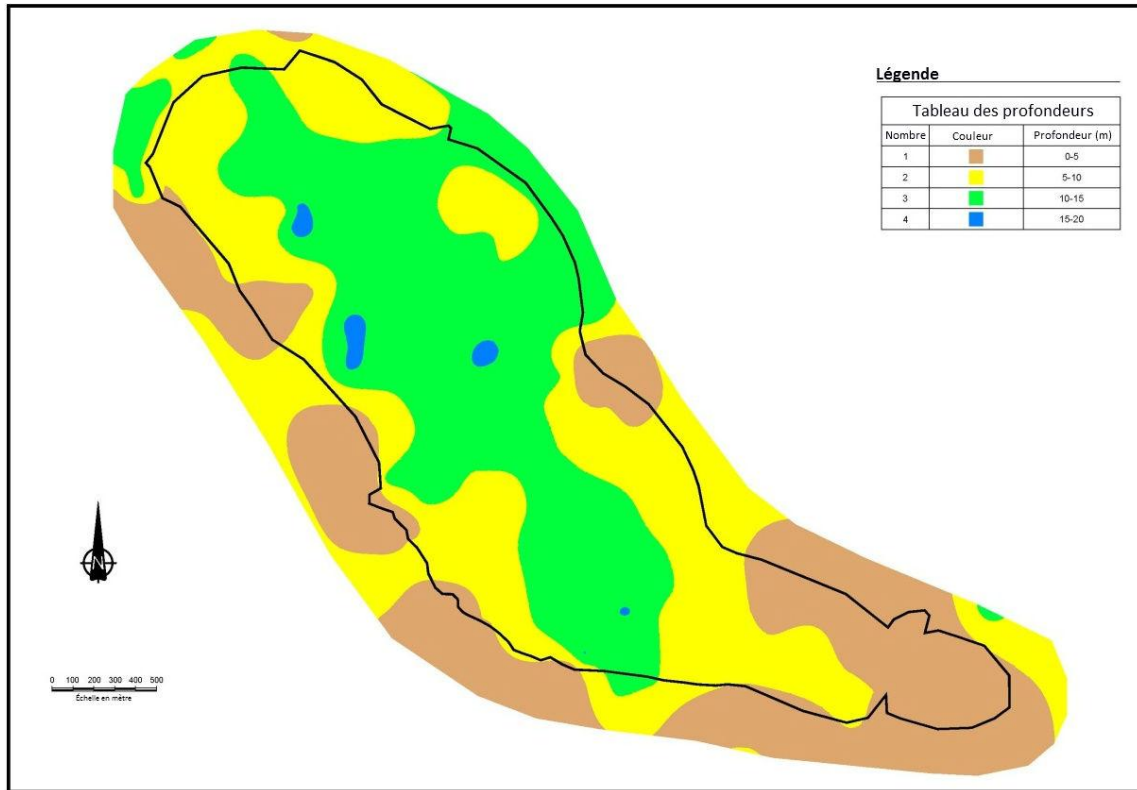 Légende
Tableau des profondeurs
Nombre Couleur Profondeur (m)
1 0-5
2 5-10
3 10-15
4 15-20
N
0 100 200 300 400 500
Échelle en mètre